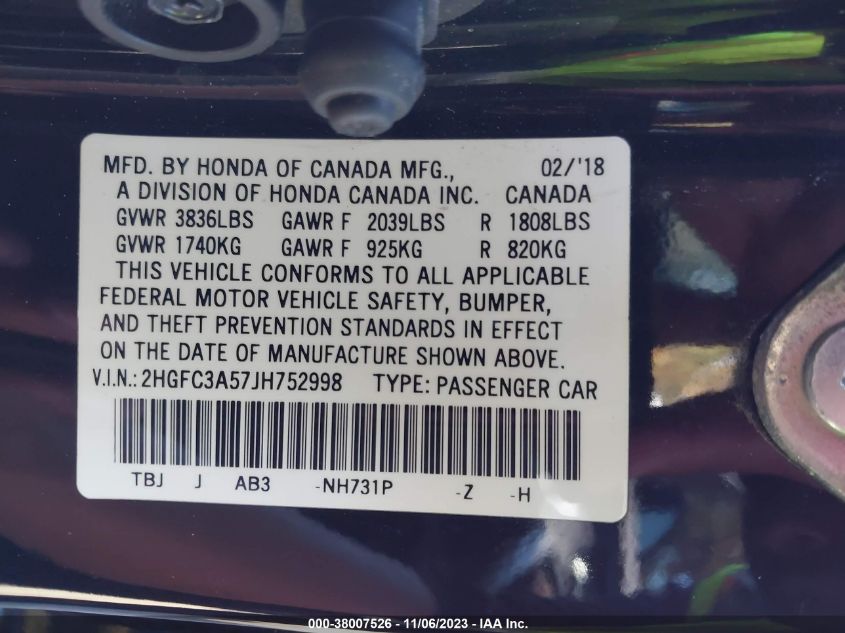 MFD. BY HONDA OF CANADA MFG., 02/'18
A DIVISION OF HONDA CANADA INC. CANADA
GVWR 3836LBS GAWR F 2039LBS R 1808LBS
GVWR 1740KG GAWR F 925KG R 820KG
THIS VEHICLE CONFORMS TO ALL APPLICABLE
FEDERAL MOTOR VEHICLE SAFETY, BUMPER,
AND THEFT PREVENTION STANDARDS IN EFFECT
ON THE DATE OF MANUFACTURE SHOWN ABOVE.
V.I.N.: 2HGFC3A57JH752998 TYPE: PASSENGER CAR
TBJ J AB3 -NH731P -Z -H
000-38007526 - 11/06/2023 - IAA Inc.